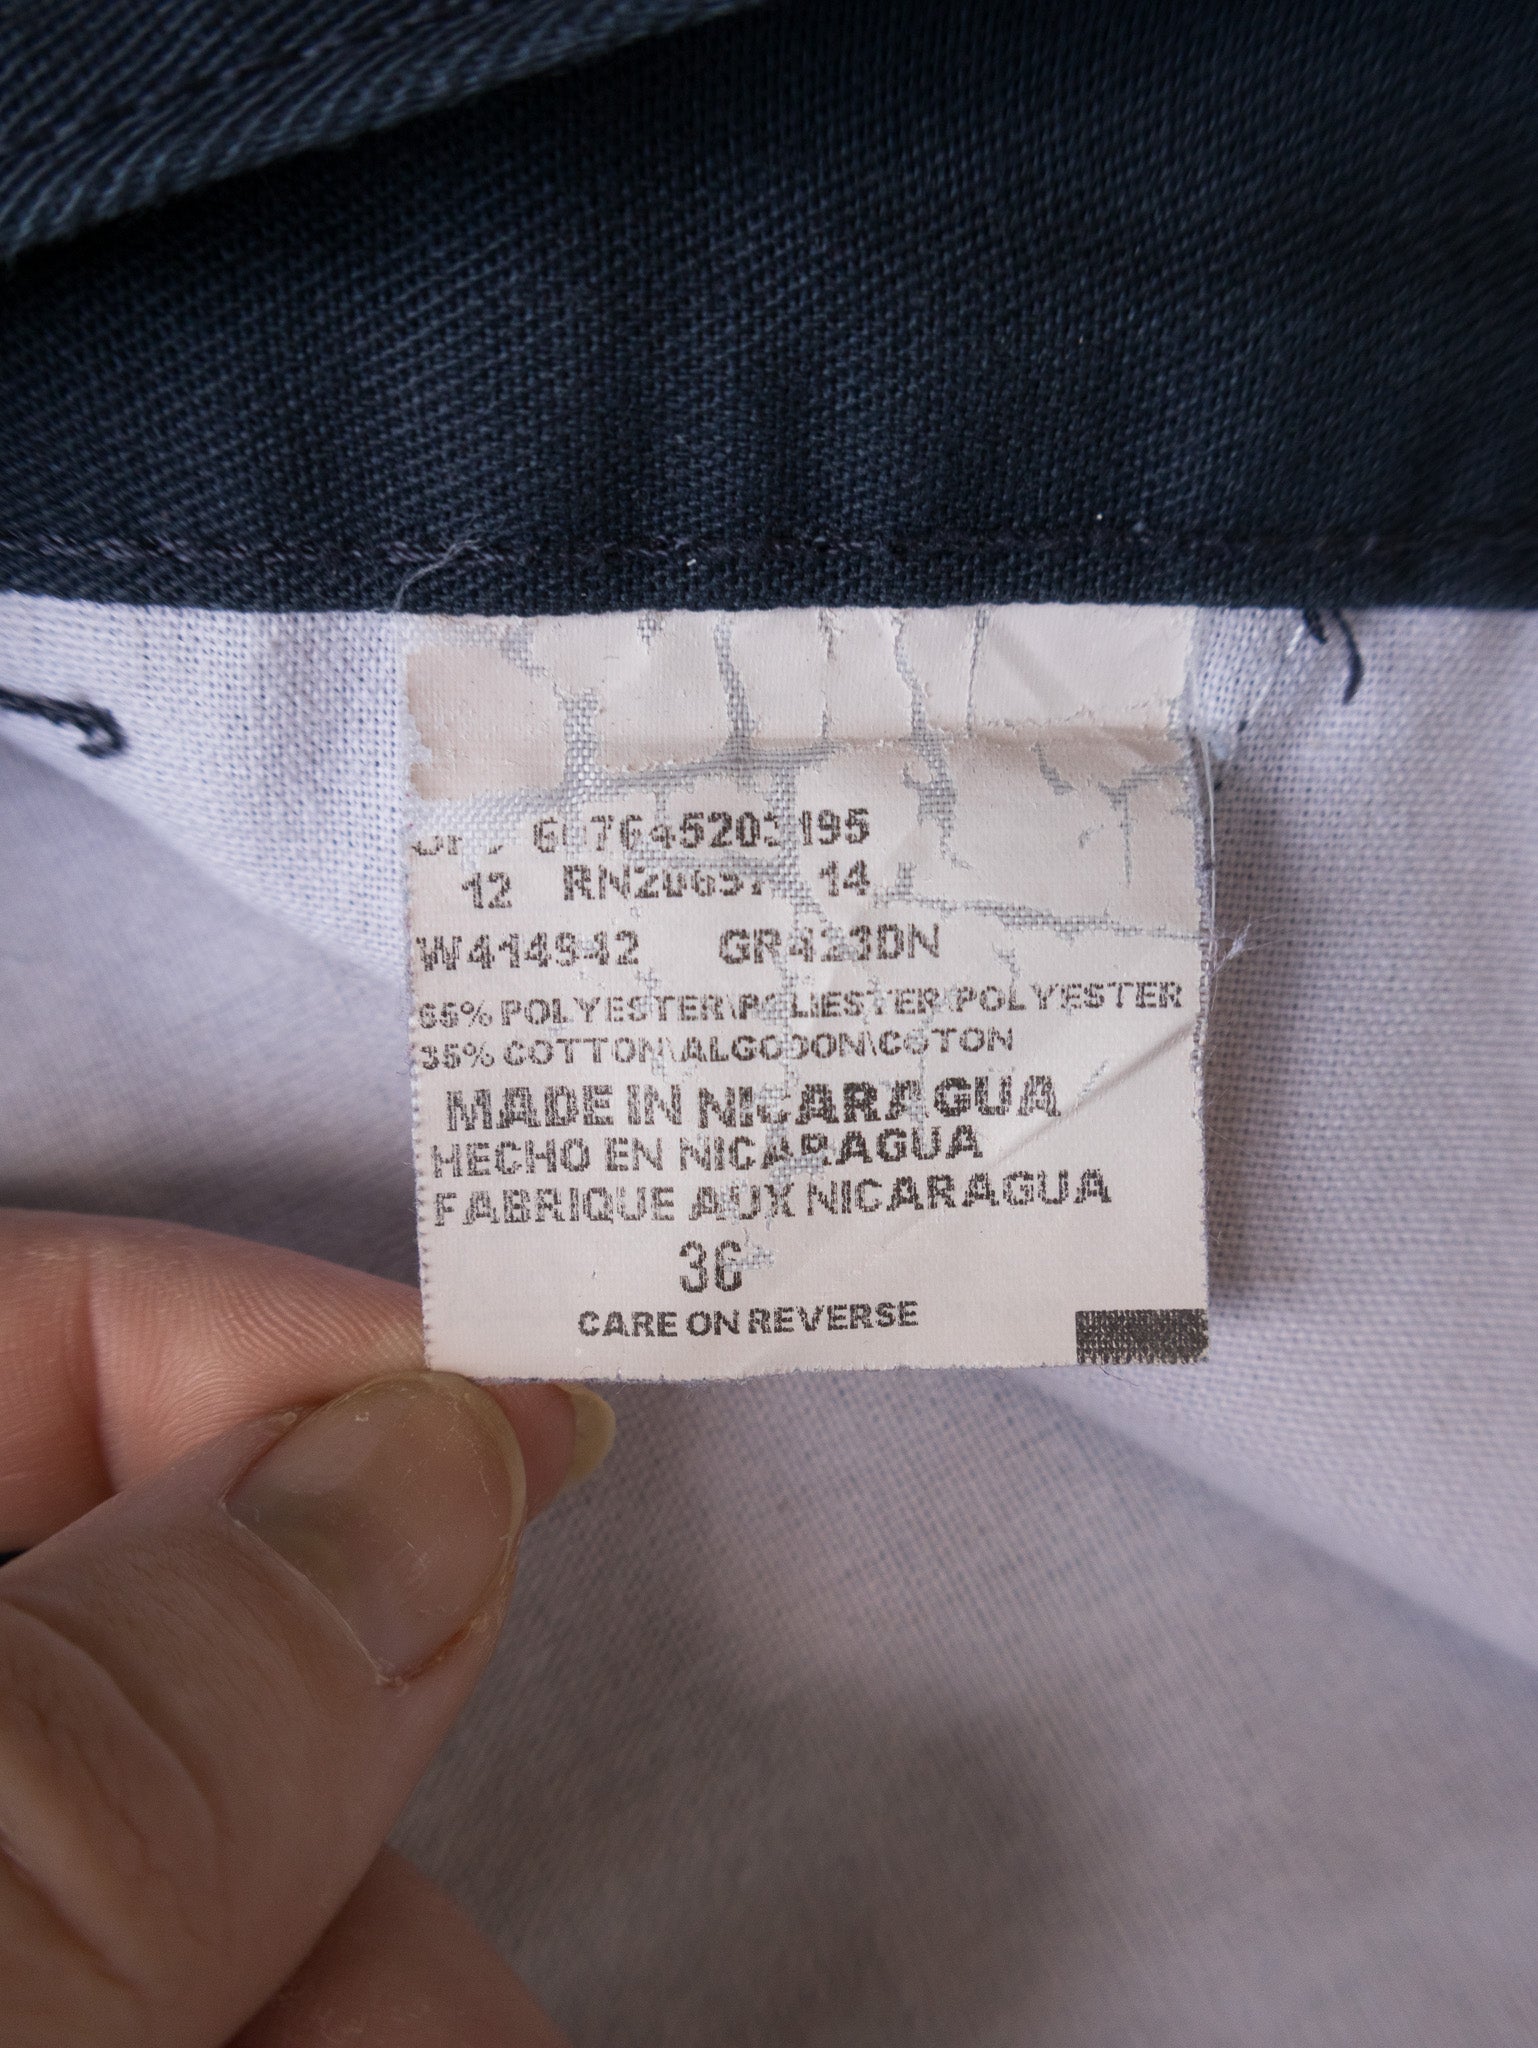 12 14
W414942 GR423DN
65% POLYESTER\POLIESTER\POLYESTER
35% COTTON\ALGODON\COTON
MADE IN NICARAGUA
HECHO EN NICARAGUA
FABRIQUE AUX NICARAGUA
36
CARE ON REVERSE